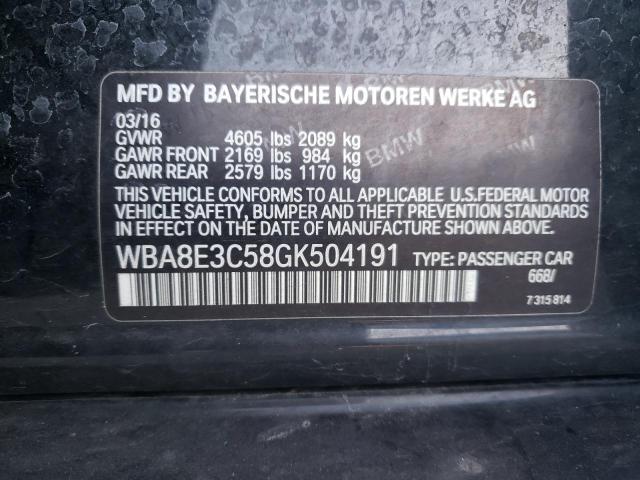 MFD BY BAYERISCHE MOTOREN WERKE AG
03/16
GVWR 4605 lbs 2089 kg
GAWR FRONT 2169 lbs 984 kg
GAWR REAR 2579 lbs 1170 kg
THIS VEHICLE CONFORMS TO ALL APPLICABLE U.S.FEDERAL MOTOR
VEHICLE SAFETY, BUMPER AND THEFT PREVENTION STANDARDS
IN EFFECT ON THE DATE OF MANUFACTURE SHOWN ABOVE.
WBA8E3C58GK504191 TYPE: PASSENGER CAR
668/
7 315 814
BMW